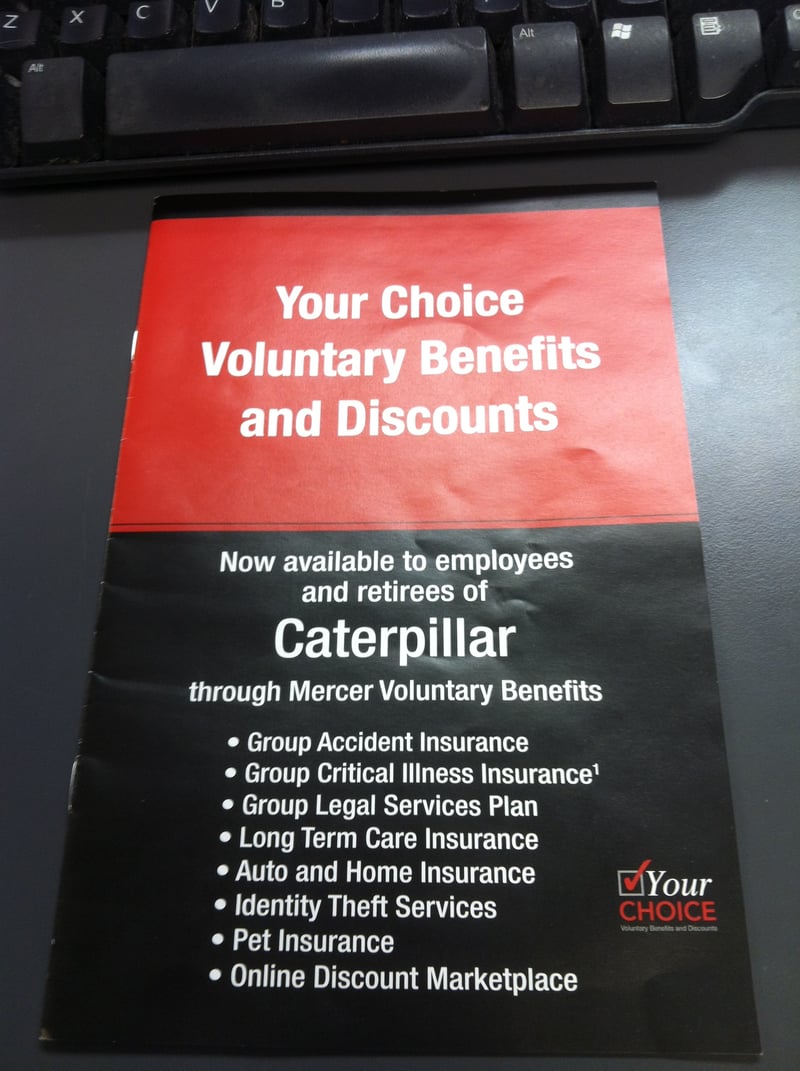 Z X C V B
Alt Alt
Your Choice
Voluntary Benefits
and Discounts
Now available to employees
and retirees of
Caterpillar
through Mercer Voluntary Benefits
• Group Accident Insurance
• Group Critical Illness Insurance¹
• Group Legal Services Plan
• Long Term Care Insurance
• Auto and Home Insurance
• Identity Theft Services
• Pet Insurance
• Online Discount Marketplace
Your
CHOICE
Voluntary Benefits and Discounts